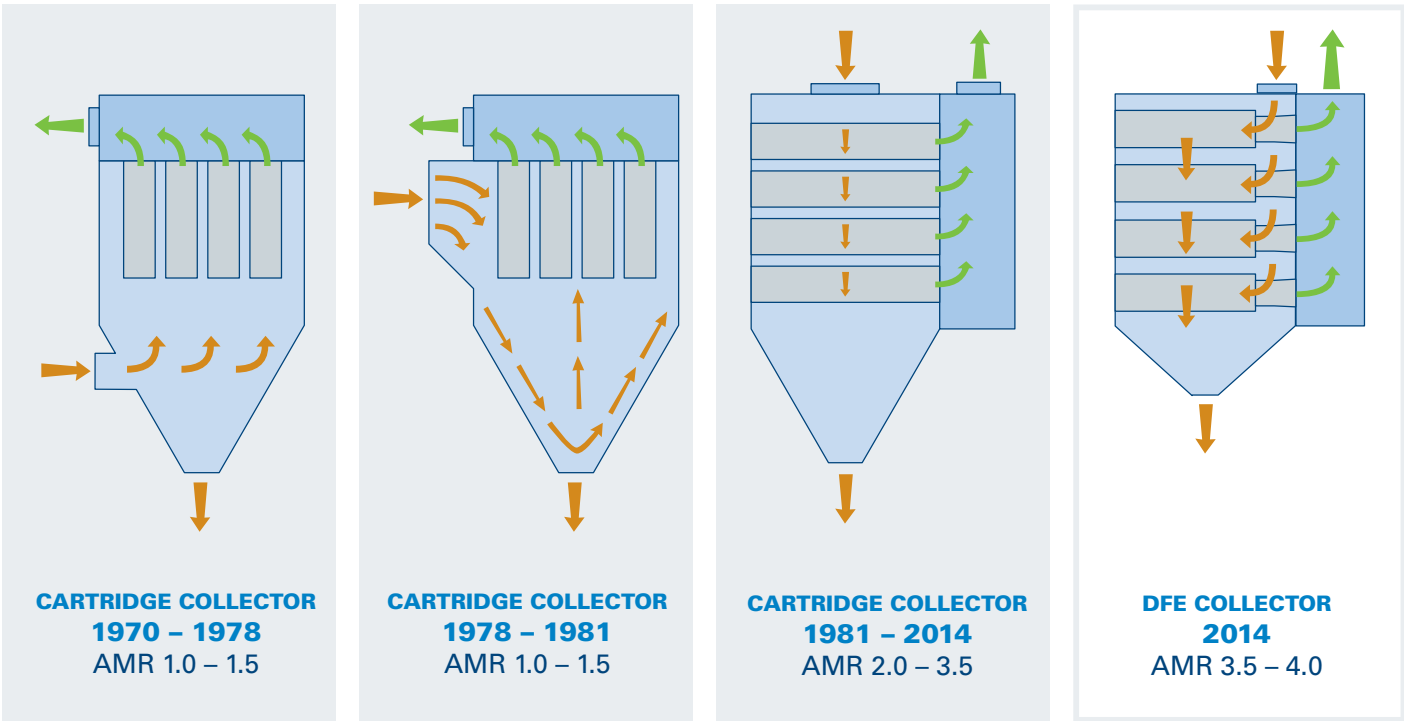 CARTRIDGE COLLECTOR
1970 – 1978
AMR 1.0 – 1.5
CARTRIDGE COLLECTOR
1978 – 1981
AMR 1.0 – 1.5
CARTRIDGE COLLECTOR
1981 – 2014
AMR 2.0 – 3.5
DFE COLLECTOR
2014
AMR 3.5 – 4.0